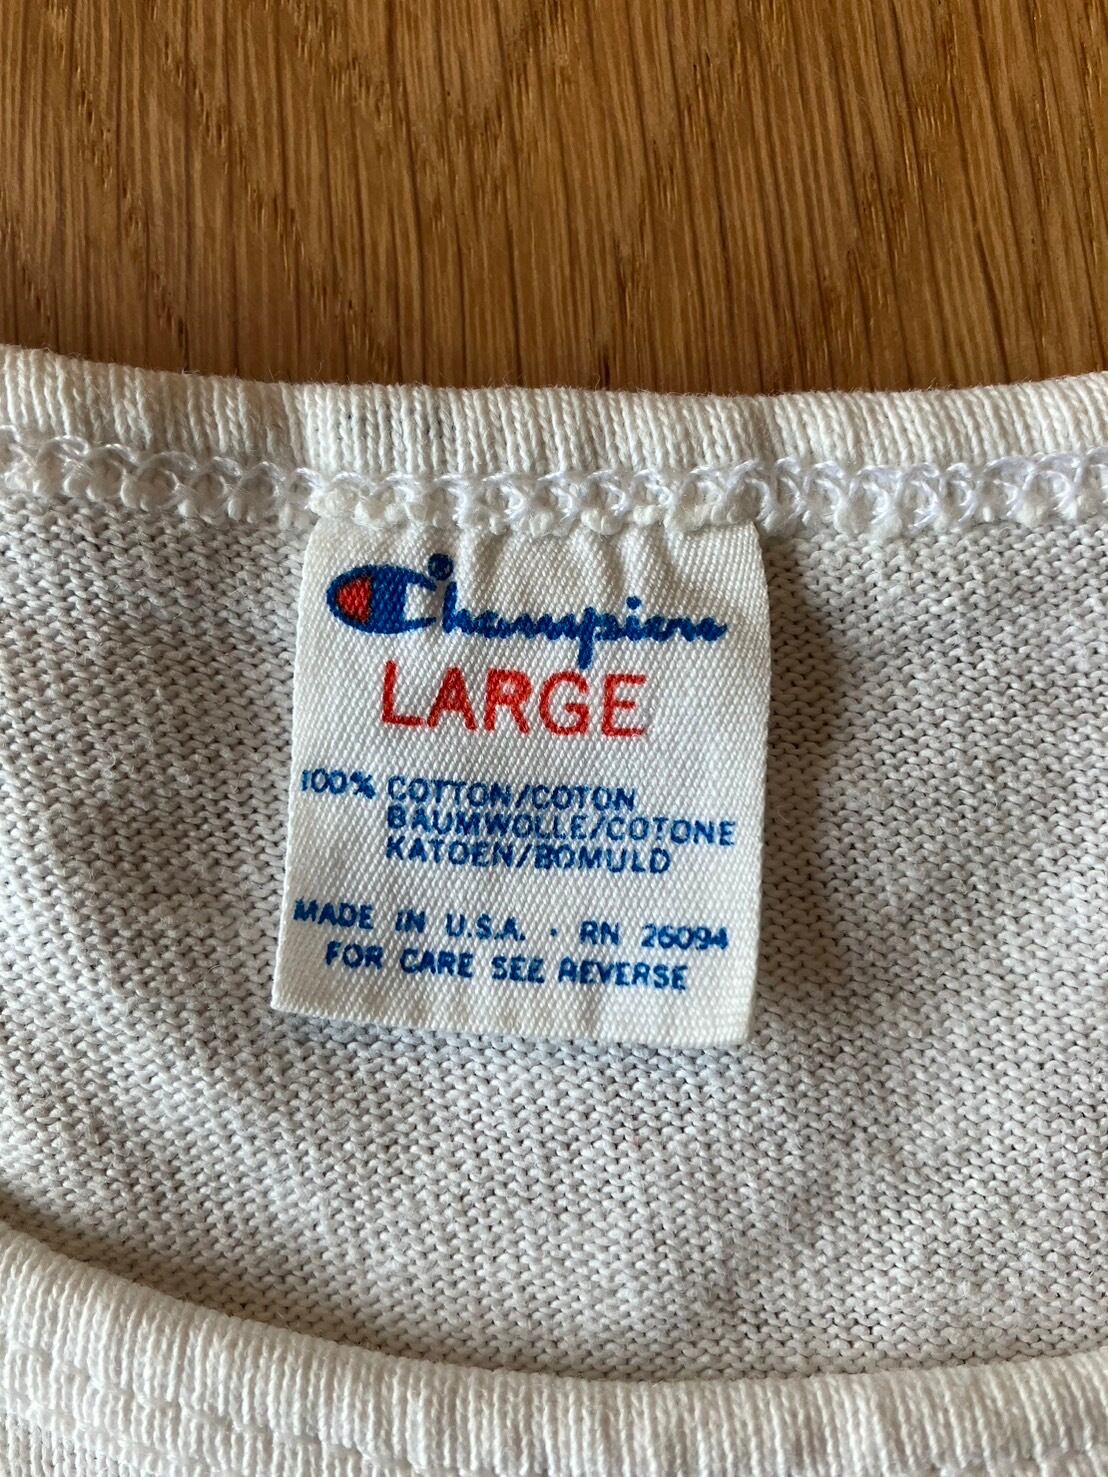 Champion®
LARGE
100% COTTON/COTON
BAUMWOLLE/COTONE
KATOEN/BOMULD
MADE IN U.S.A. · RN 26094
FOR CARE SEE REVERSE